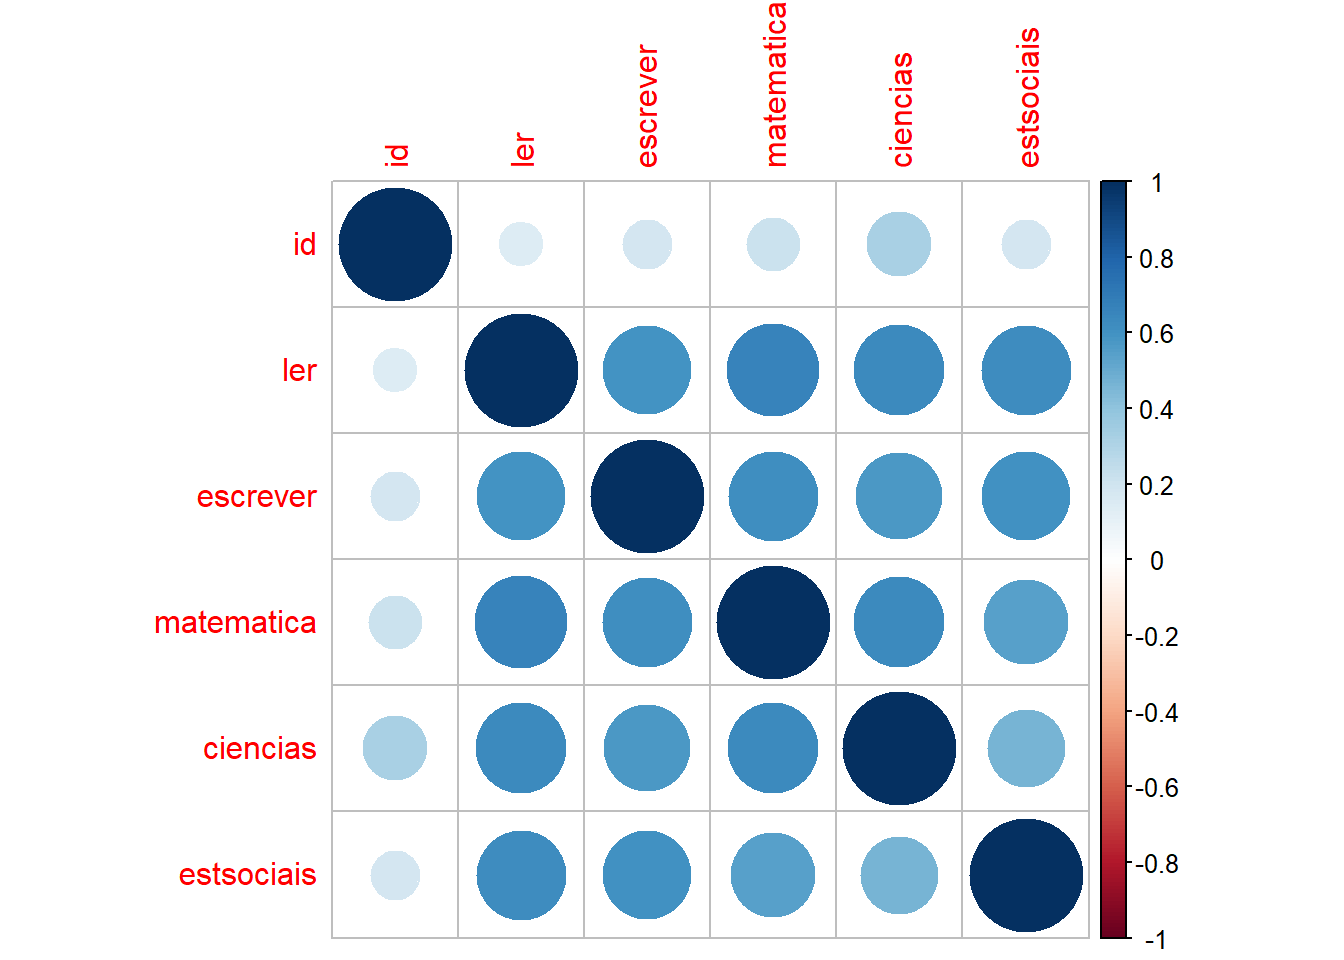 id
ler
escrever
matematica
ciencias
estsociais
id
ler
escrever
matematica
ciencias
estsociais
1
0.8
0.6
0.4
0.2
0
-0.2
-0.4
-0.6
-0.8
-1